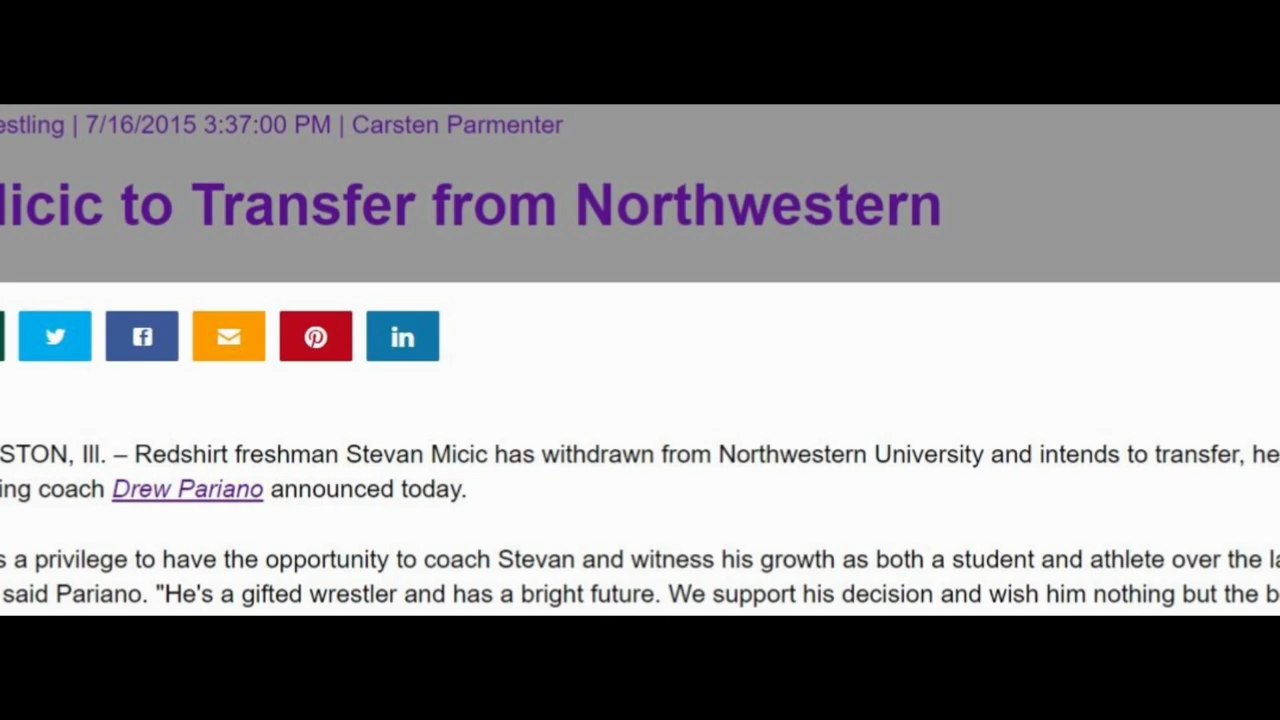 estling | 7/16/2015 3:37:00 PM | Carsten Parmenter
icic to Transfer from Northwestern
STON, Ill. – Redshirt freshman Stevan Micic has withdrawn from Northwestern University and intends to transfer, he
ing coach Drew Pariano announced today.
s a privilege to have the opportunity to coach Stevan and witness his growth as both a student and athlete over the la
said Pariano. "He's a gifted wrestler and has a bright future. We support his decision and wish him nothing but the b